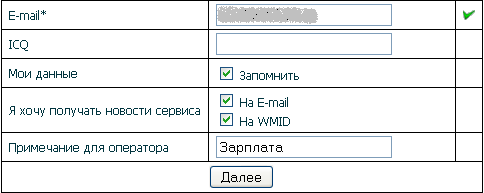 E-mail*
ICQ
Мои данные Запомнить
Я хочу получать новости сервиса На E-mail
На WMID
Примечание для оператора Зарплата
Далее